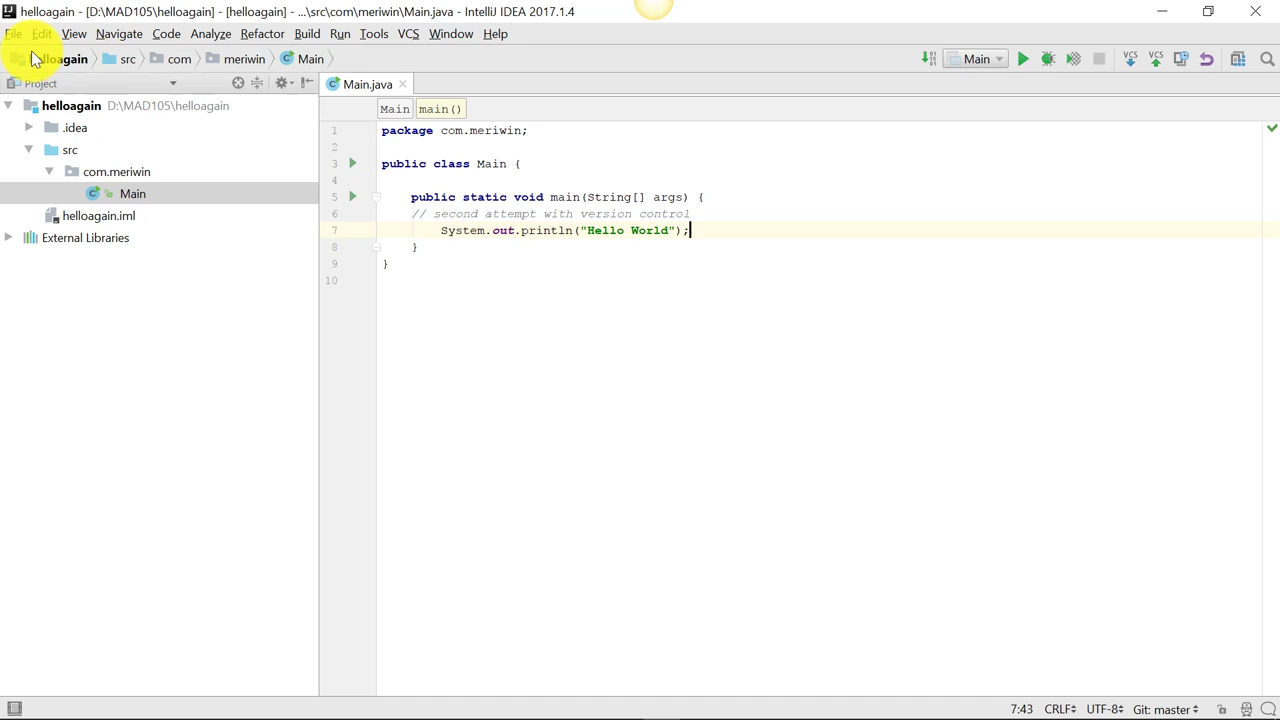 helloagain - [D:\MAD105\helloagain] - [helloagain] - ...\src\com\meriwin\Main.java - IntelliJ IDEA 2017.1.4
File Edit View Navigate Code Analyze Refactor Build Run Tools VCS Window Help
lloagain src com meriwin Main Main VCS VCS
Project Main.java
helloagain D:\MAD105\helloagain
Main main()
.idea
src
com.meriwin
Main
helloagain.iml
External Libraries
1 package com.meriwin;
2
3 public class Main {
4
5 public static void main(String[] args) {
6 // second attempt with version control
7 System.out.println("Hello World");
8 }
9 }
10
7:43 CRLF UTF-8 Git: master